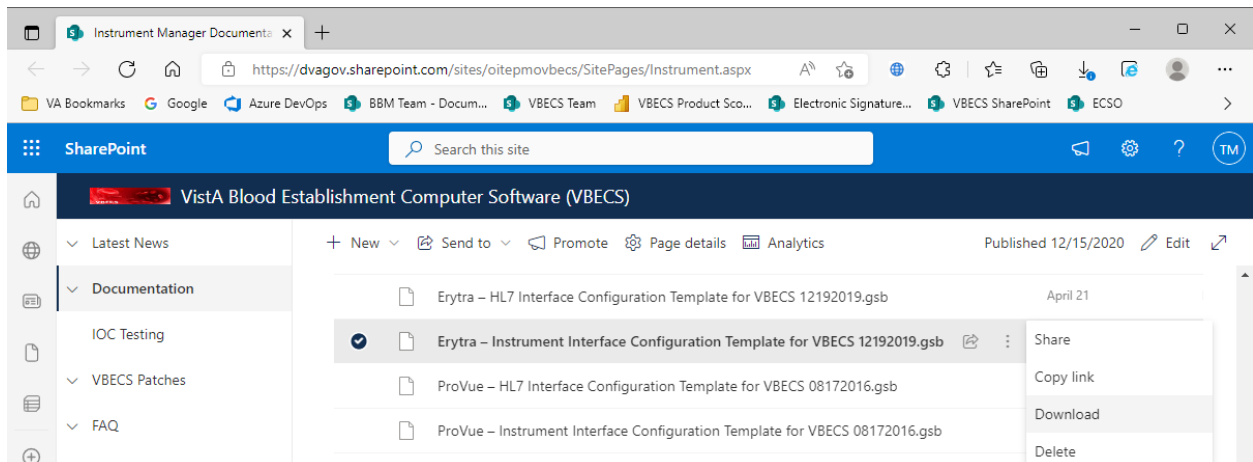 Instrument Manager Documenta
https://dvagov.sharepoint.com/sites/oitepmovbecs/SitePages/Instrument.aspx
VA Bookmarks Google Azure DevOps BBM Team - Docum... VBECS Team VBECS Product Sco... Electronic Signature... VBECS SharePoint ECSO
SharePoint Search this site TM
VistA Blood Establishment Computer Software (VBECS)
Latest News New Send to Promote Page details Analytics Published 12/15/2020 Edit
Documentation
Erytra – HL7 Interface Configuration Template for VBECS 12192019.gsb April 21
IOC Testing
Erytra – Instrument Interface Configuration Template for VBECS 12192019.gsb Share
VBECS Patches
ProVue – HL7 Interface Configuration Template for VBECS 08172016.gsb Copy link
Download
FAQ
ProVue – Instrument Interface Configuration Template for VBECS 08172016.gsb
Delete